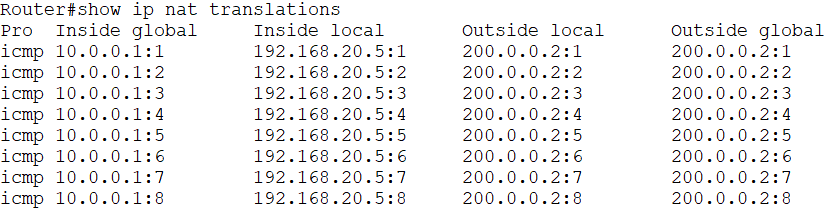 Router#show ip nat translations
Pro  Inside global     Inside local       Outside local      Outside global
icmp 10.0.0.1:1        192.168.20.5:1     200.0.0.2:1        200.0.0.2:1
icmp 10.0.0.1:2        192.168.20.5:2     200.0.0.2:2        200.0.0.2:2
icmp 10.0.0.1:3        192.168.20.5:3     200.0.0.2:3        200.0.0.2:3
icmp 10.0.0.1:4        192.168.20.5:4     200.0.0.2:4        200.0.0.2:4
icmp 10.0.0.1:5        192.168.20.5:5     200.0.0.2:5        200.0.0.2:5
icmp 10.0.0.1:6        192.168.20.5:6     200.0.0.2:6        200.0.0.2:6
icmp 10.0.0.1:7        192.168.20.5:7     200.0.0.2:7        200.0.0.2:7
icmp 10.0.0.1:8        192.168.20.5:8     200.0.0.2:8        200.0.0.2:8